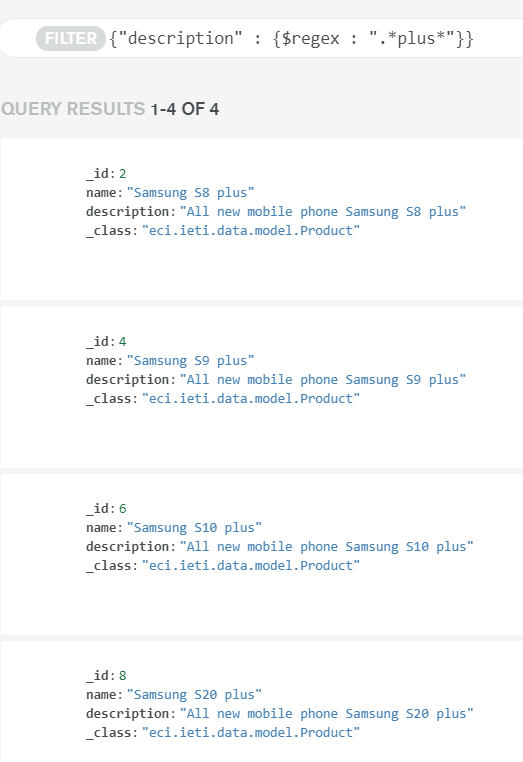 FILTER {"description" : {$regex : ".*plus*"}}
QUERY RESULTS 1-4 OF 4
_id: 2
name: "Samsung S8 plus"
description: "All new mobile phone Samsung S8 plus"
_class: "eci.ieti.data.model.Product"
_id: 4
name: "Samsung S9 plus"
description: "All new mobile phone Samsung S9 plus"
_class: "eci.ieti.data.model.Product"
_id: 6
name: "Samsung S10 plus"
description: "All new mobile phone Samsung S10 plus"
_class: "eci.ieti.data.model.Product"
_id: 8
name: "Samsung S20 plus"
description: "All new mobile phone Samsung S20 plus"
_class: "eci.ieti.data.model.Product"